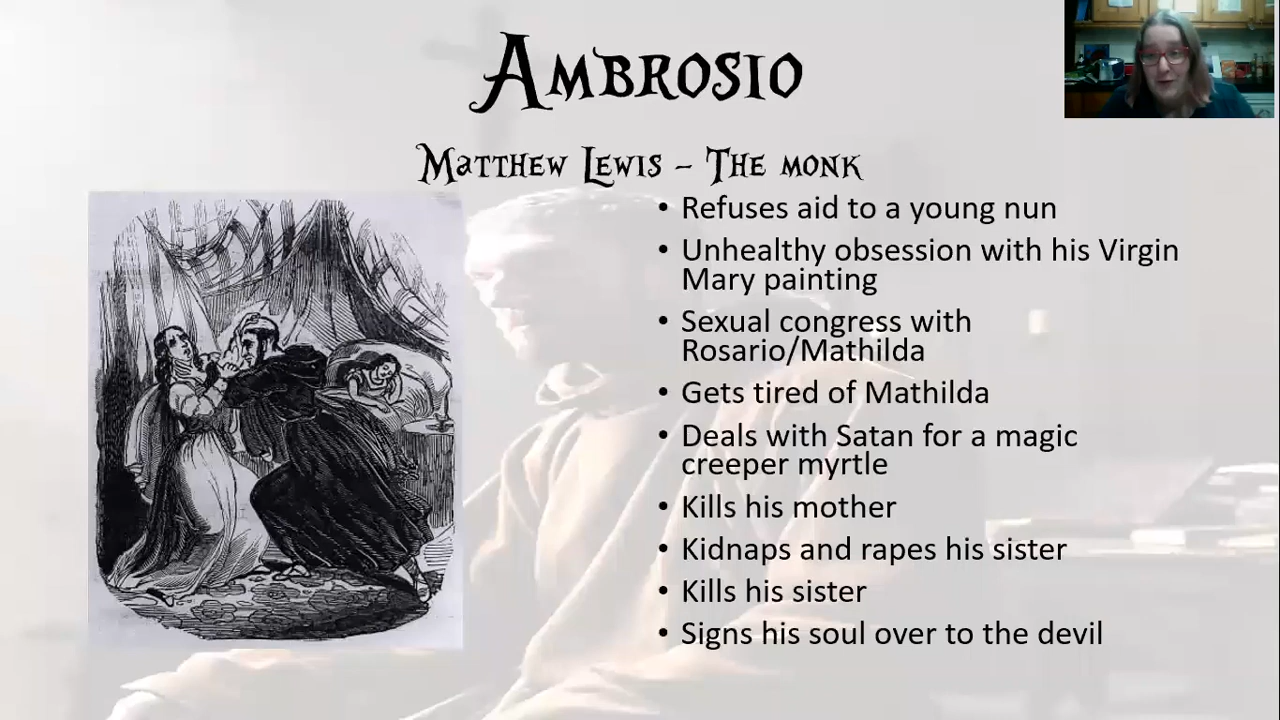 Ambrosio
Matthew Lewis – The monk
• Refuses aid to a young nun
• Unhealthy obsession with his Virgin
Mary painting
• Sexual congress with
Rosario/Mathilda
• Gets tired of Mathilda
• Deals with Satan for a magic
creeper myrtle
• Kills his mother
• Kidnaps and rapes his sister
• Kills his sister
• Signs his soul over to the devil